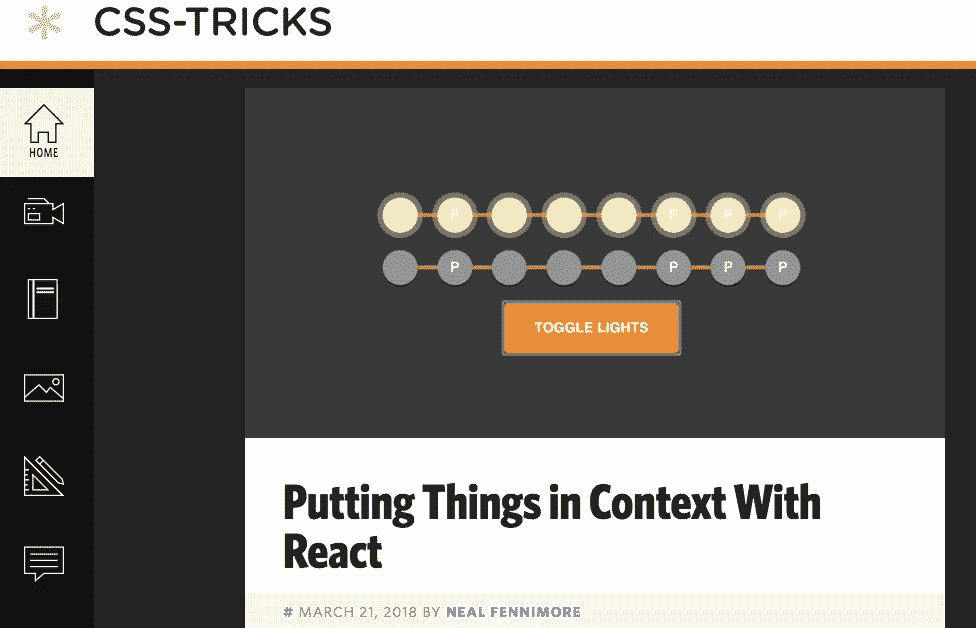 CSS-TRICKS
HOME
P P P P
P P P P
TOGGLE LIGHTS
Putting Things in Context With
React
# MARCH 21, 2018 BY NEAL FENNIMORE